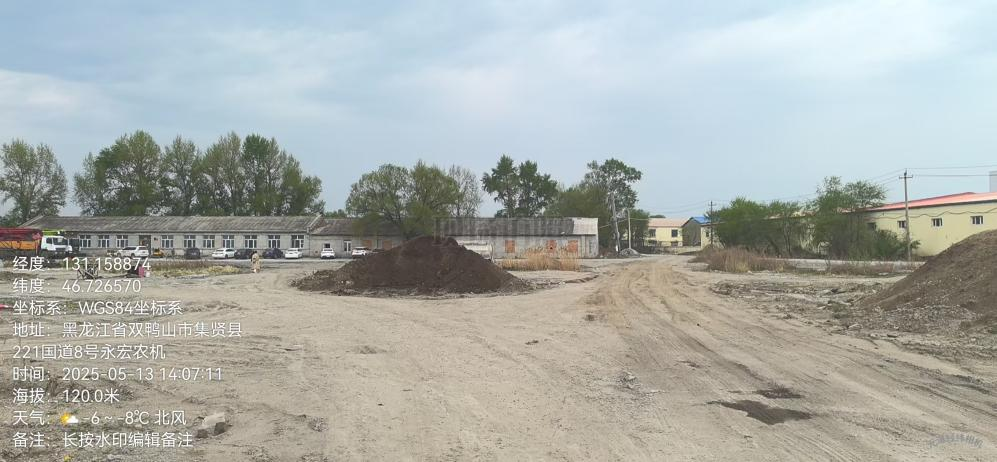 经度：131.158877
纬度：46.726570
坐标系：WGS84坐标系
地址：黑龙江省双鸭山市集贤县
221国道8号永宏农机
时间：2025-05-13 14:07:11
海拔：120.0米
天气：-6～-8℃ 北风
备注：长按水印编辑备注